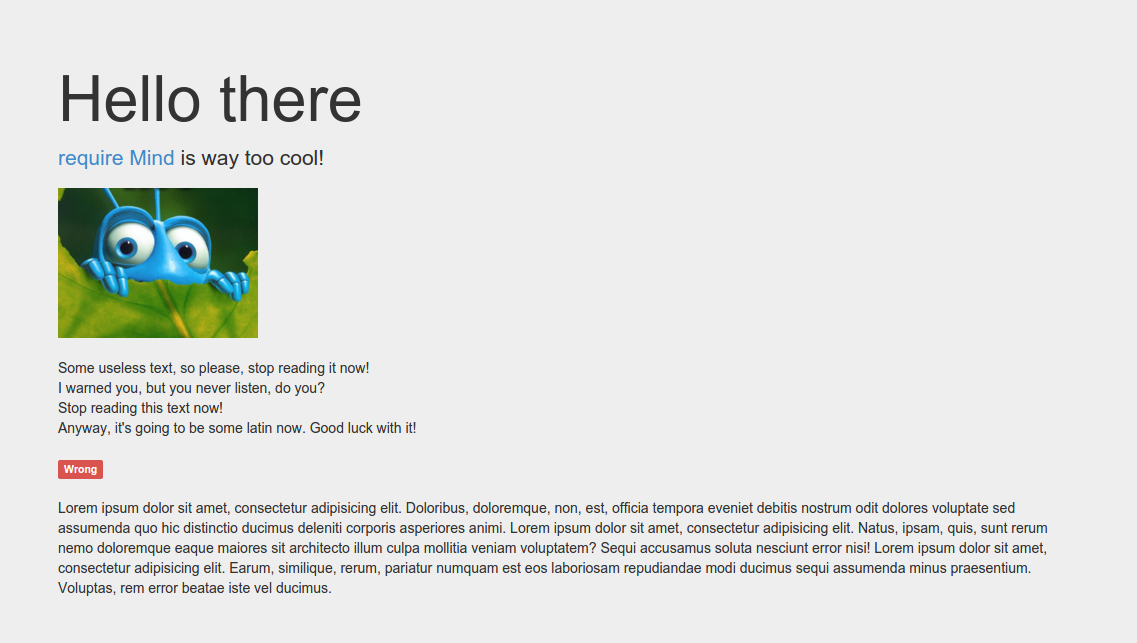 Hello there
require Mind is way too cool!
Some useless text, so please, stop reading it now!
I warned you, but you never listen, do you?
Stop reading this text now!
Anyway, it's going to be some latin now. Good luck with it!
Wrong
Lorem ipsum dolor sit amet, consectetur adipisicing elit. Doloribus, doloremque, non, est, officia tempora eveniet debitis nostrum odit dolores voluptate sed
assumenda quo hic distinctio ducimus deleniti corporis asperiores animi. Lorem ipsum dolor sit amet, consectetur adipisicing elit. Natus, ipsam, quis, sunt rerum
nemo doloremque eaque maiores sit architecto illum culpa mollitia veniam voluptatem? Sequi accusamus soluta nesciunt error nisi! Lorem ipsum dolor sit amet,
consectetur adipisicing elit. Earum, similique, rerum, pariatur numquam est eos laboriosam repudiandae modi ducimus sequi assumenda minus praesentium.
Voluptas, rem error beatae iste vel ducimus.